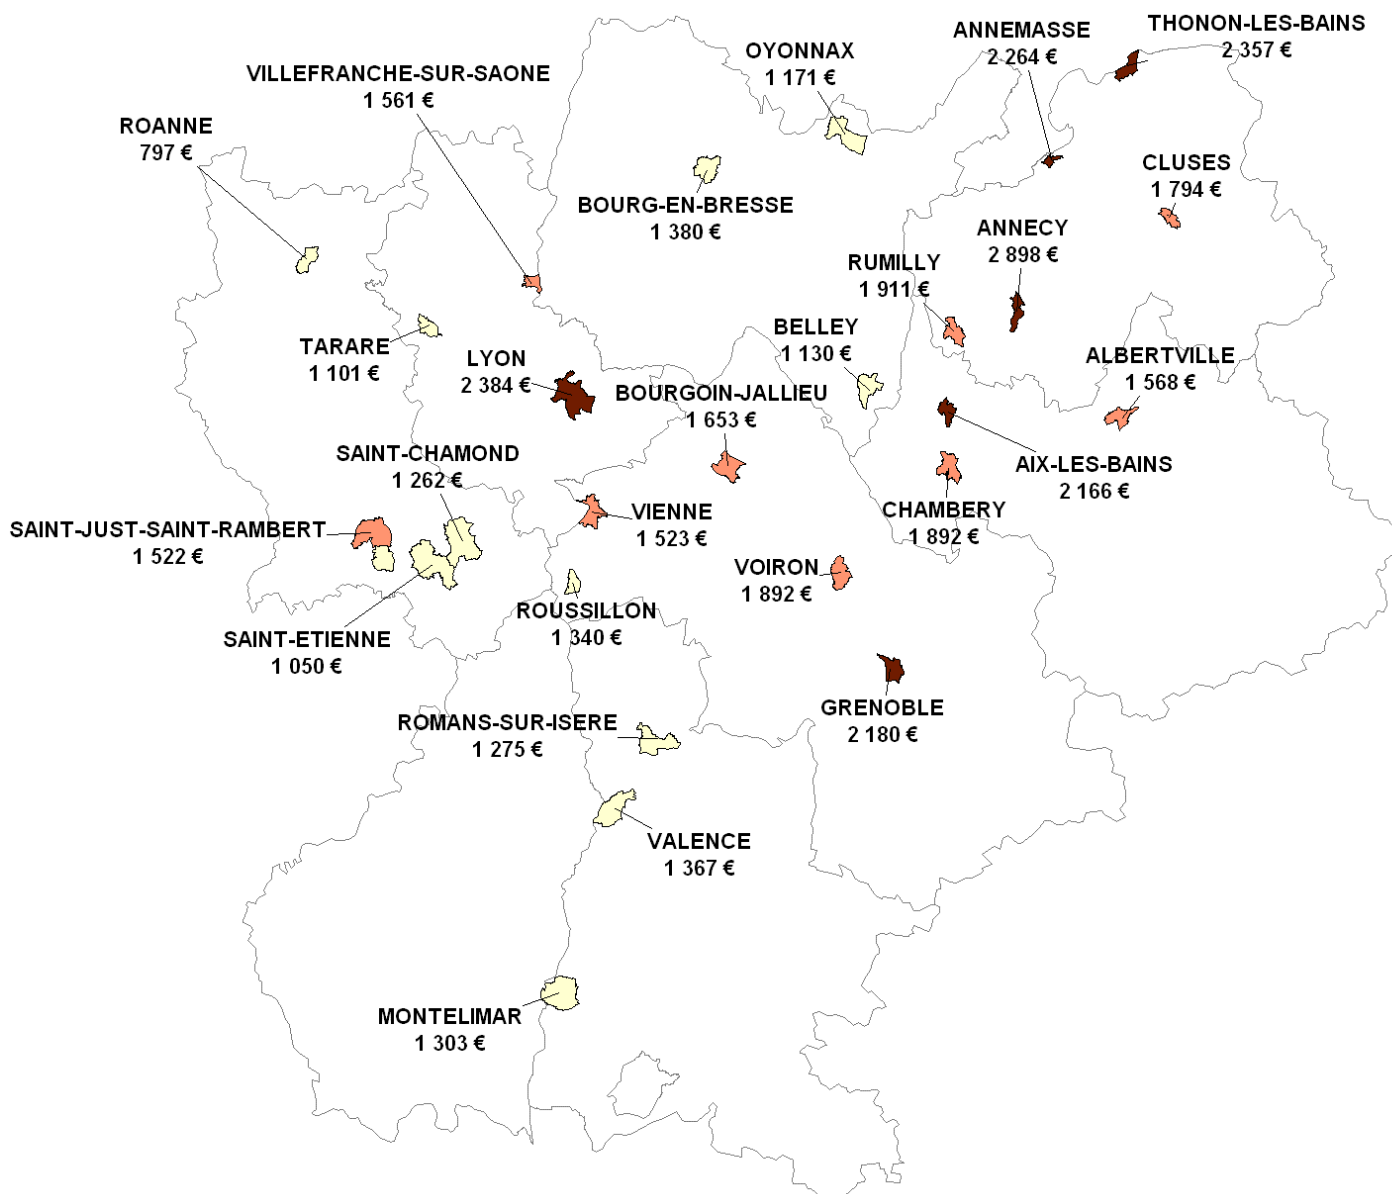 THONON-LES-BAINS
2 357 €
ANNEMASSE
2 264 €
OYONNAX
1 171 €
VILLEFRANCHE-SUR-SAONE
1 561 €
ROANNE
797 €
CLUSES
1 794 €
BOURG-EN-BRESSE
1 380 €
ANNECY
2 898 €
RUMILLY
1 911 €
BELLEY
1 130 €
TARARE
1 101 €
LYON
2 384 €
ALBERTVILLE
1 568 €
BOURGOIN-JALLIEU
1 653 €
SAINT-CHAMOND
1 262 €
AIX-LES-BAINS
2 166 €
CHAMBERY
1 892 €
VIENNE
1 523 €
SAINT-JUST-SAINT-RAMBERT
1 522 €
VOIRON
1 892 €
ROUSSILLON
1 340 €
SAINT-ETIENNE
1 050 €
GRENOBLE
2 180 €
ROMANS-SUR-ISERE
1 275 €
VALENCE
1 367 €
MONTELIMAR
1 303 €